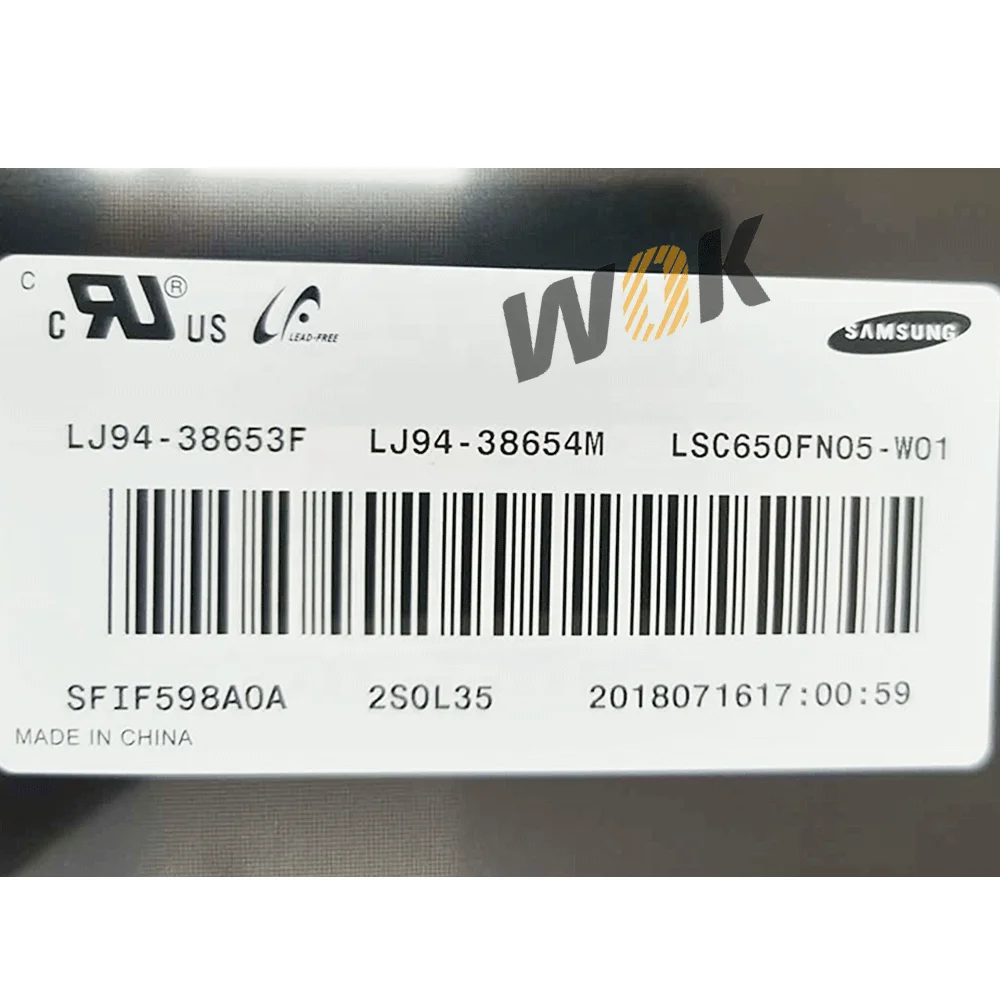 WOK
C
c RU ® US LEAD-FREE SAMSUNG
LJ94-38653F LJ94-38654M LSC650FN05-W01
SFIF598A0A 2S0L35 2018071617:00:59
MADE IN CHINA